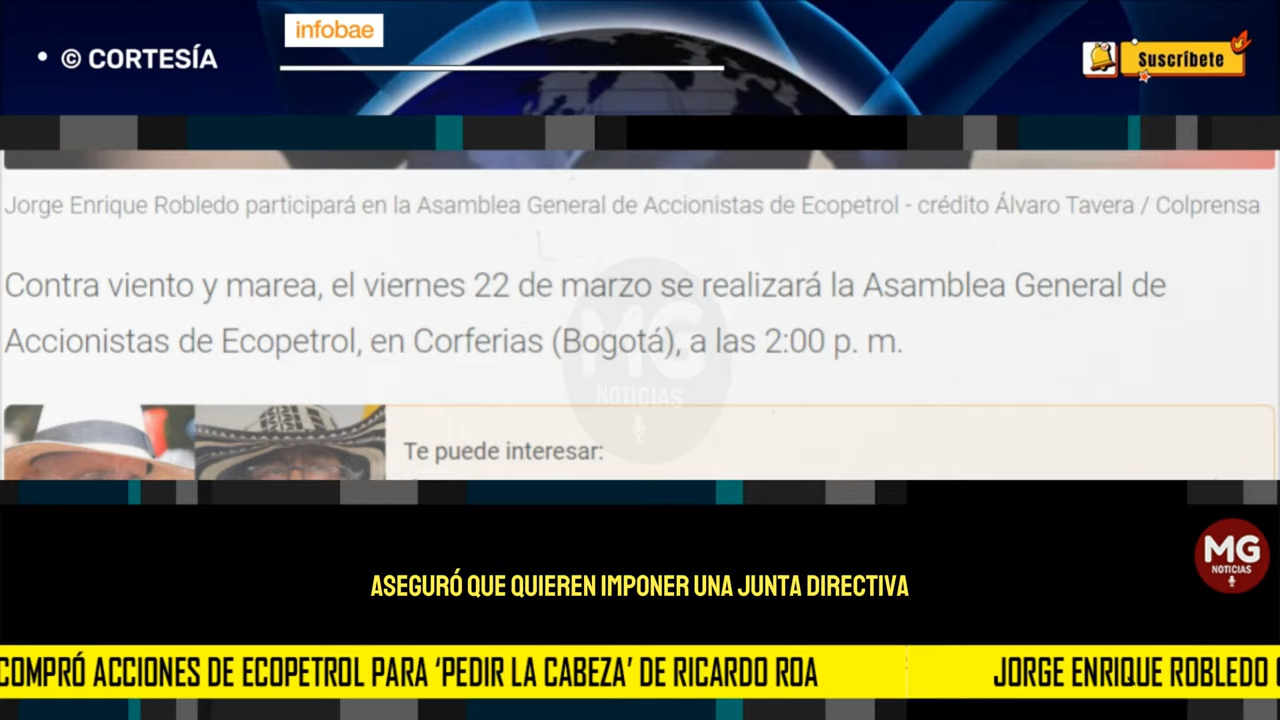 infobae
• © CORTESÍA
Suscríbete
Jorge Enrique Robledo participará en la Asamblea General de Accionistas de Ecopetrol - crédito Álvaro Tavera / Colprensa
Contra viento y marea, el viernes 22 de marzo se realizará la Asamblea General de
Accionistas de Ecopetrol, en Corferias (Bogotá), a las 2:00 p. m.
MG
NOTICIAS
Te puede interesar:
MG
NOTICIAS
ASEGURÓ QUE QUIEREN IMPONER UNA JUNTA DIRECTIVA
COMPRÓ ACCIONES DE ECOPETROL PARA ‘PEDIR LA CABEZA’ DE RICARDO ROA JORGE ENRIQUE ROBLEDO